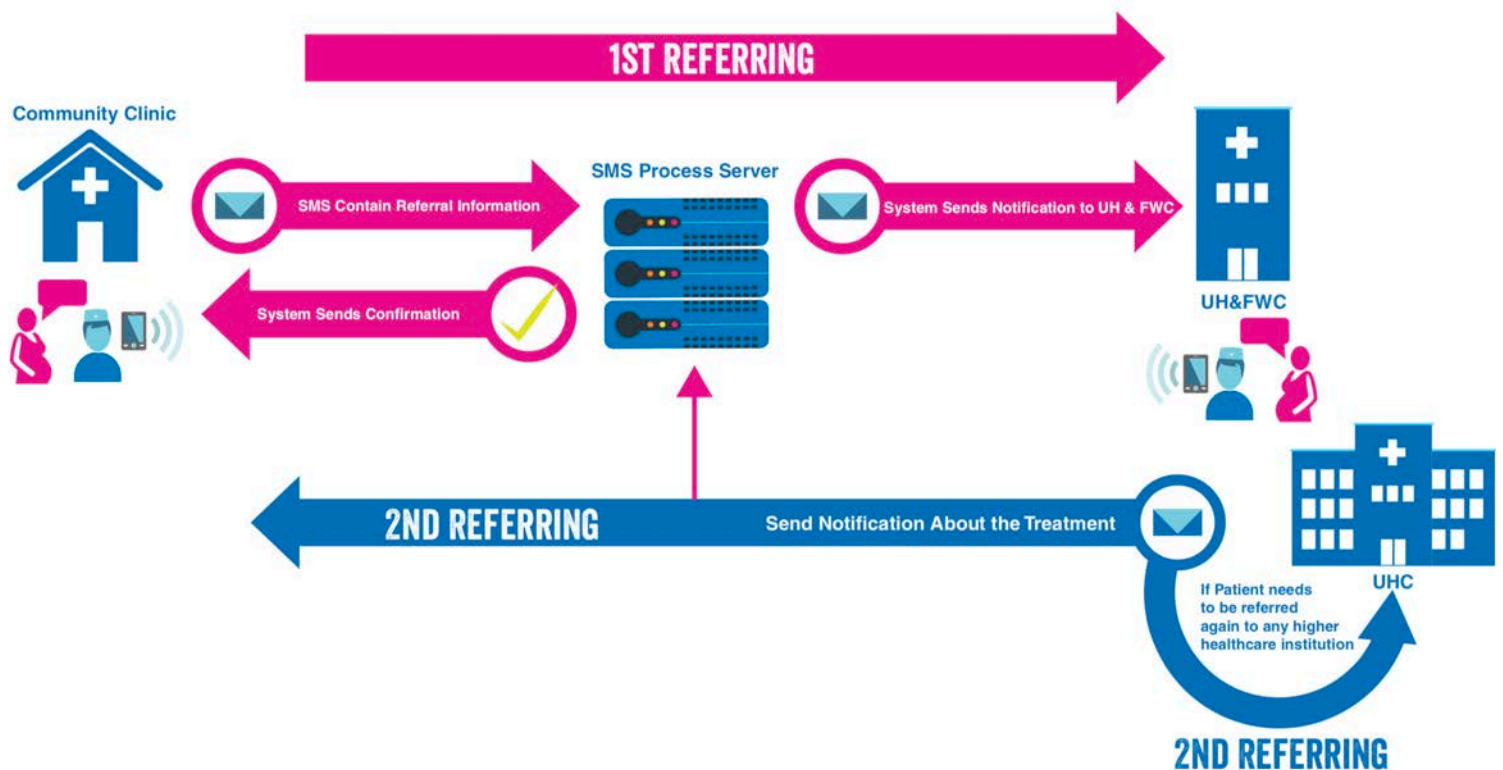 1ST REFERRING
Community Clinic
SMS Process Server
SMS Contain Referral Information
System Sends Notification to UH & FWC
System Sends Confirmation
UH&FWC
2ND REFERRING
Send Notification About the Treatment
UHC
If Patient needs
to be referred
again to any higher
healthcare institution
2ND REFERRING